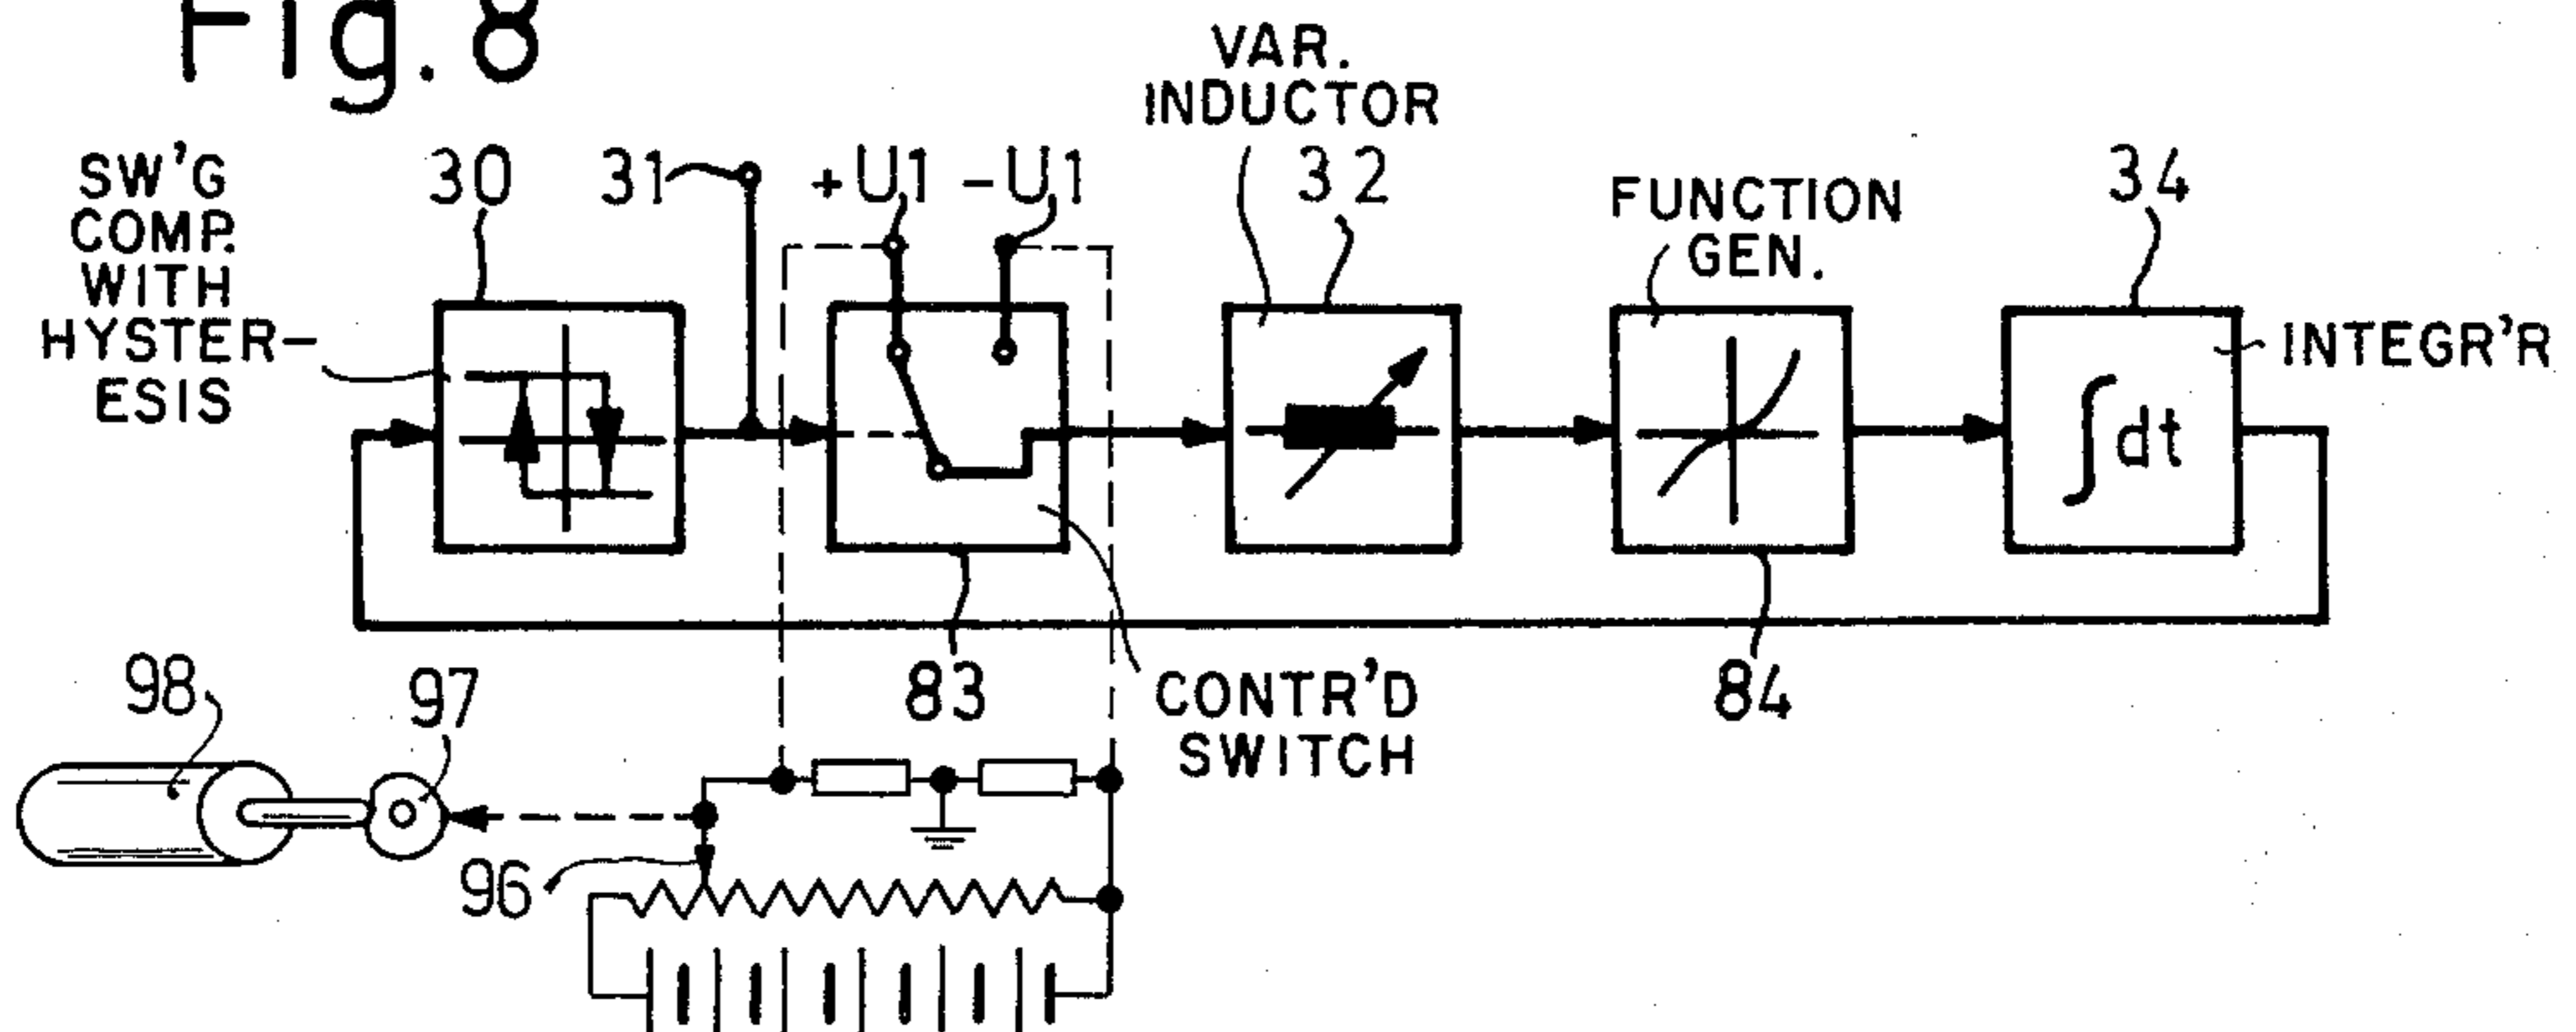 Fig. 8
VAR.
INDUCTOR
SW'G
COMP.
WITH
HYSTER-
ESIS
30
31
+U1
-U1
32
FUNCTION
GEN.
34
INTEGR'R
∫dt
83
CONTR'D
SWITCH
84
98
97
96